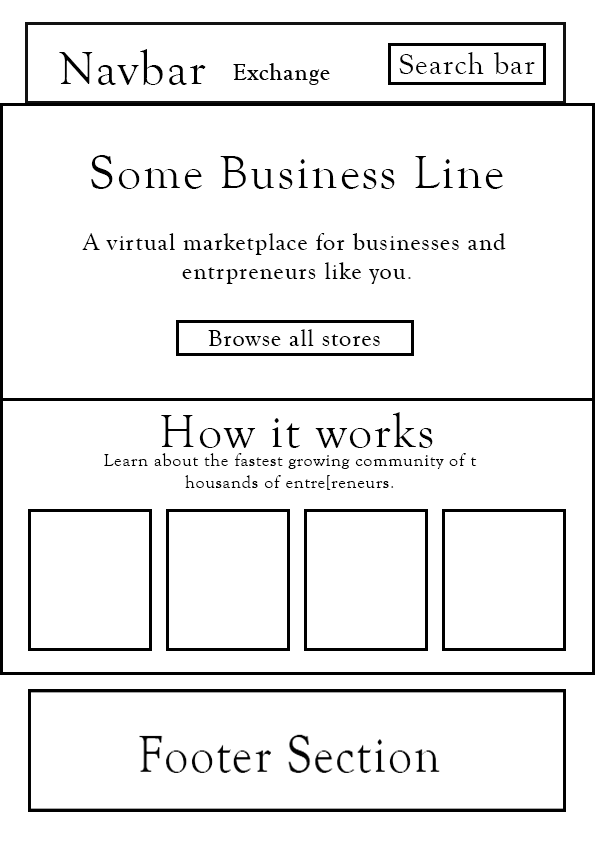 Navbar Exchange Search bar
Some Business Line
A virtual marketplace for businesses and
entrpreneurs like you.
Browse all stores
How it works
Learn about the fastest growing community of t
housands of entre[reneurs.
Footer Section